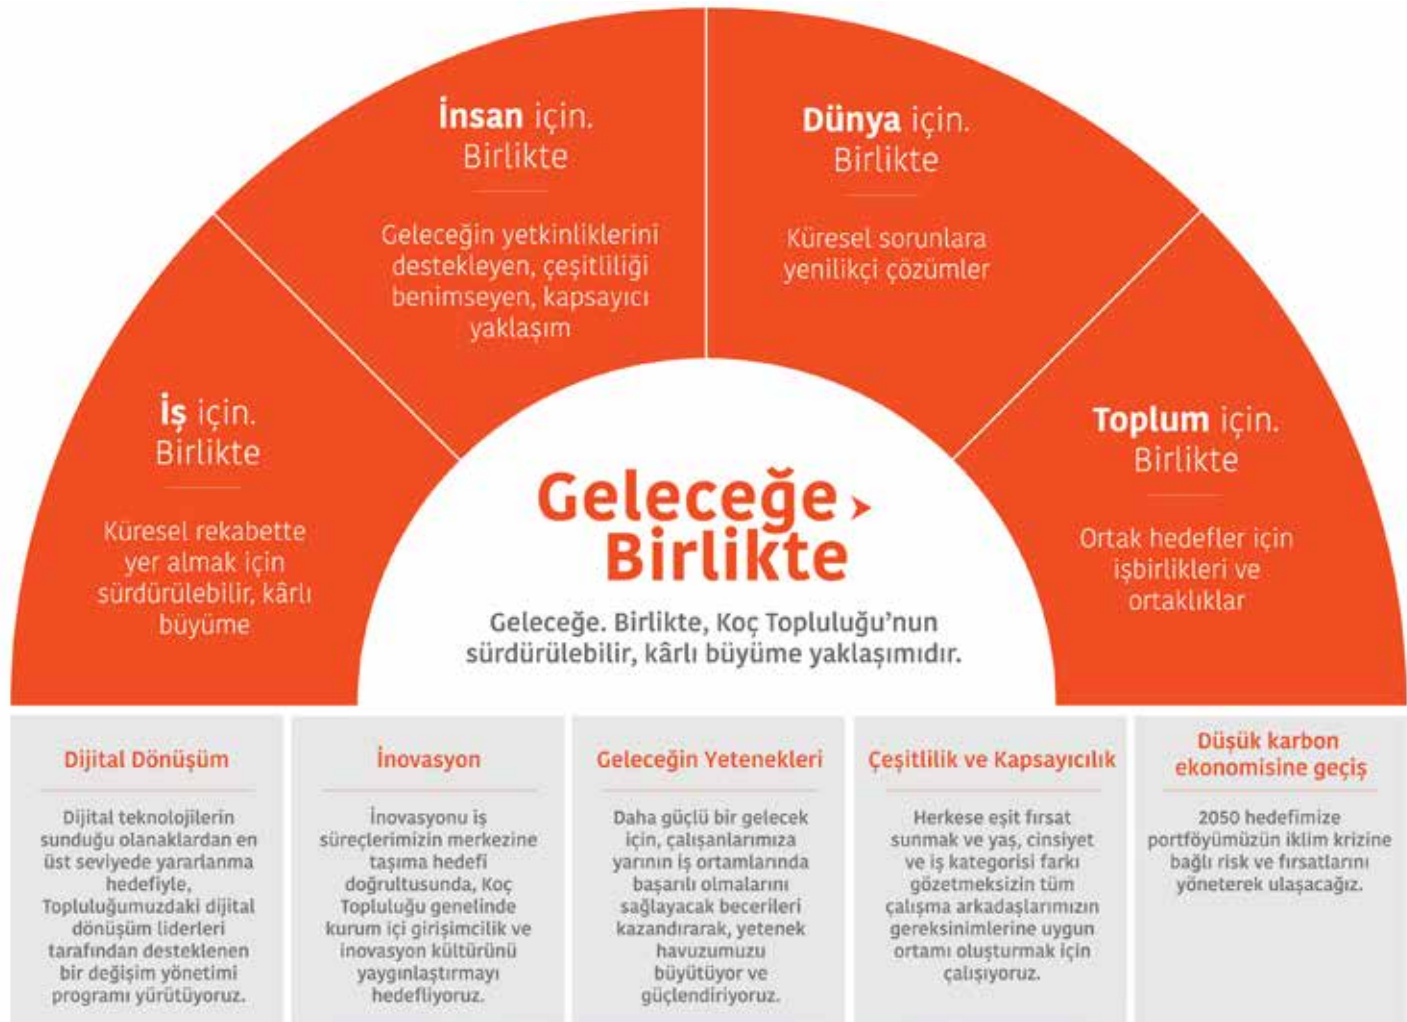 İnsan için.
Birlikte
Geleceğin yetkinliklerini
destekleyen, çeşitliliği
benimseyen, kapsayıcı
yaklaşım
Dünya için.
Birlikte
Küresel sorunlara
yenilikçi çözümler
İş için.
Birlikte
Küresel rekabette
yer almak için
sürdürülebilir, kârlı
büyüme
Toplum için.
Birlikte
Ortak hedefler için
işbirlikleri ve
ortaklıklar
Geleceğe
Birlikte
Geleceğe. Birlikte, Koç Topluluğu’nun
sürdürülebilir, kârlı büyüme yaklaşımıdır.
Dijital Dönüşüm
Dijital teknolojilerin
sunduğu olanaklardan en
üst seviyede yararlanma
hedefiyle,
Topluluğumuzdaki dijital
dönüşüm liderleri
tarafından desteklenen
bir değişim yönetimi
programı yürütüyoruz.
İnovasyon
İnovasyonu iş
süreçlerimizin merkezine
taşıma hedefi
doğrultusunda, Koç
Topluluğu genelinde
kurum içi girişimcilik ve
inovasyon kültürünü
yaygınlaştırmayı
hedefliyoruz.
Geleceğin Yetenekleri
Daha güçlü bir gelecek
için, çalışanlarımıza
yarının iş ortamlarında
başarılı olmalarını
sağlayacak becerileri
kazandırarak, yetenek
havuzumuzu
büyütüyor ve
güçlendiriyoruz.
Çeşitlilik ve Kapsayıcılık
Herkese eşit fırsat
sunmak ve yaş, cinsiyet
ve iş kategorisi farkı
gözetmeksizin tüm
çalışma arkadaşlarımızın
gereksinimlerine uygun
ortamı oluşturmak için
çalışıyoruz.
Düşük karbon
ekonomisine geçiş
2050 hedefimize
portföyümüzün iklim krizine
bağlı risk ve fırsatlarını
yöneterek ulaşacağız.